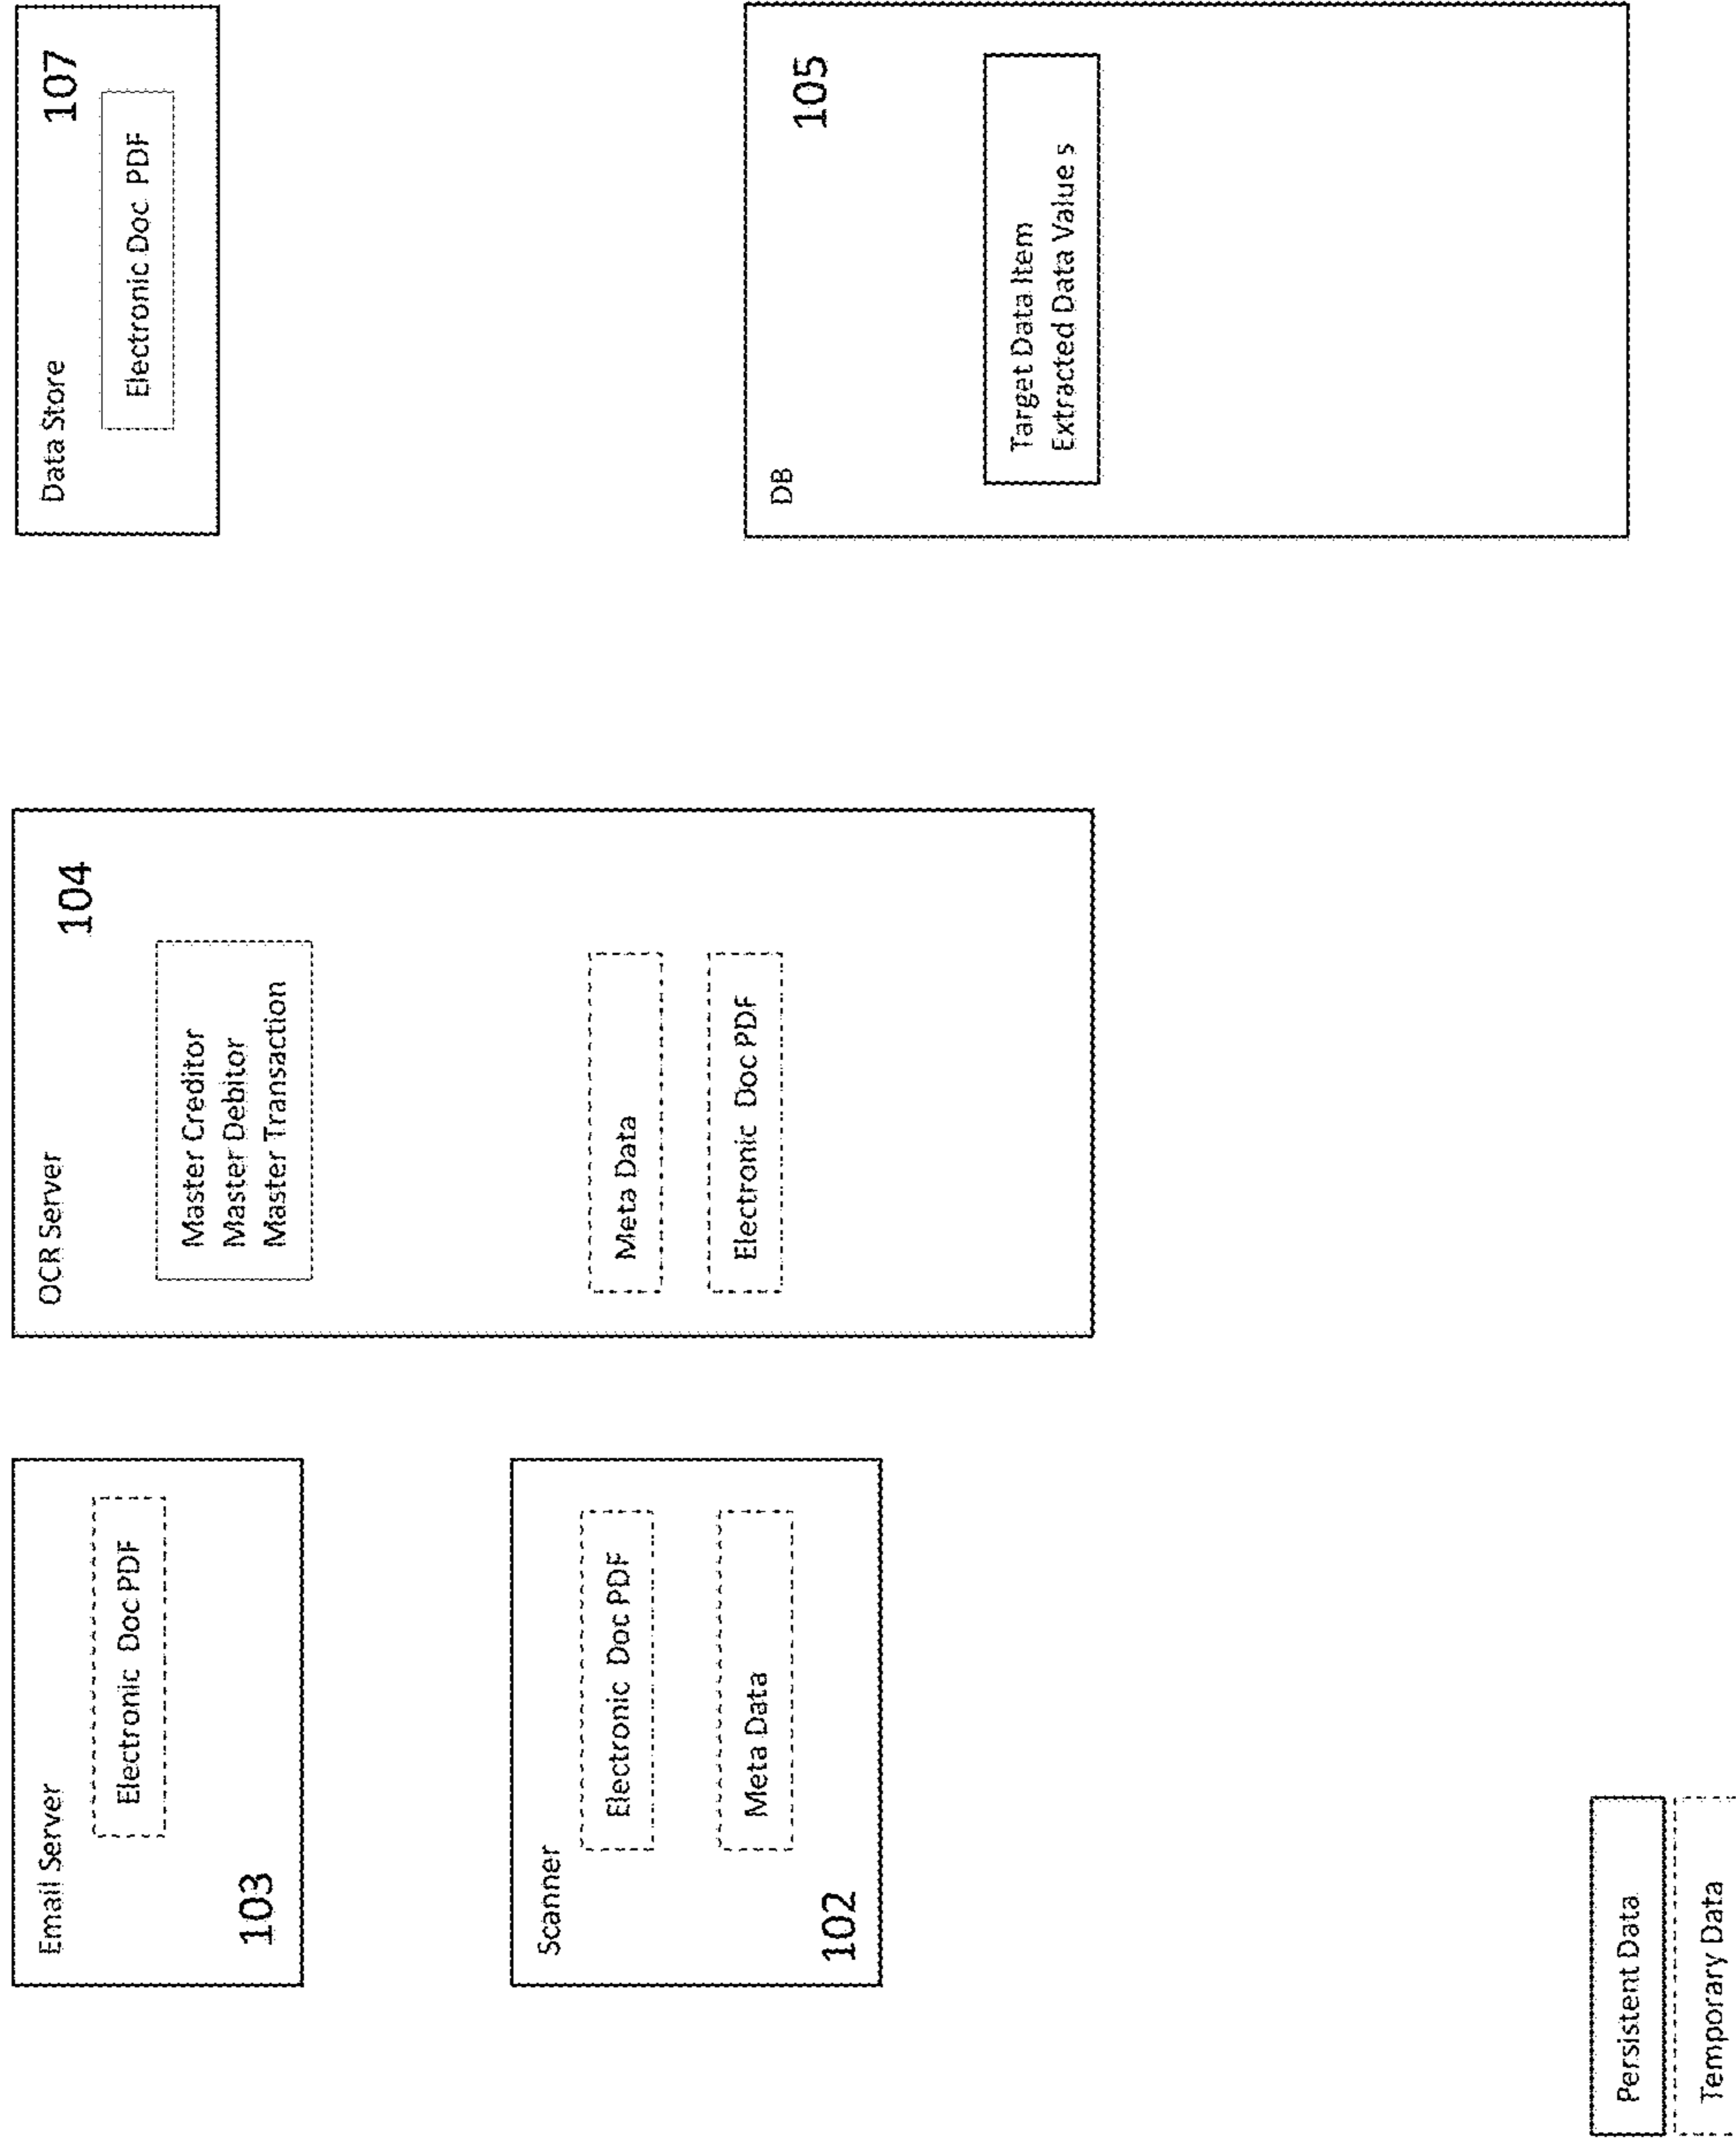 Email Server
Electronic Doc PDF
103
Scanner
Electronic Doc PDF
Meta Data
102
OCR Server
104
Master Creditor
Master Debitor
Master Transaction
Meta Data
Electronic Doc PDF
Data Store
107
Electronic Doc PDF
DB
105
Target Data Item
Extracted Data Value s
Persistent Data
Temporary Data